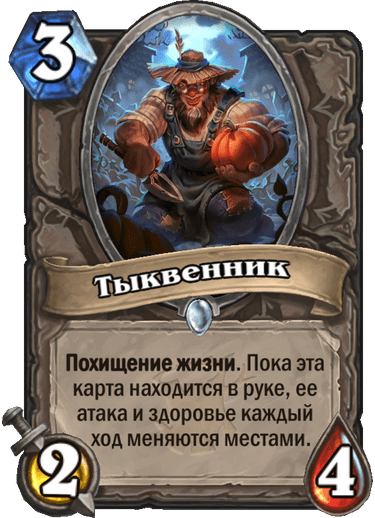 3
Тыквенник
Похищение жизни. Пока эта
карта находится в руке, ее
атака и здоровье каждый
ход меняются местами.
2
4